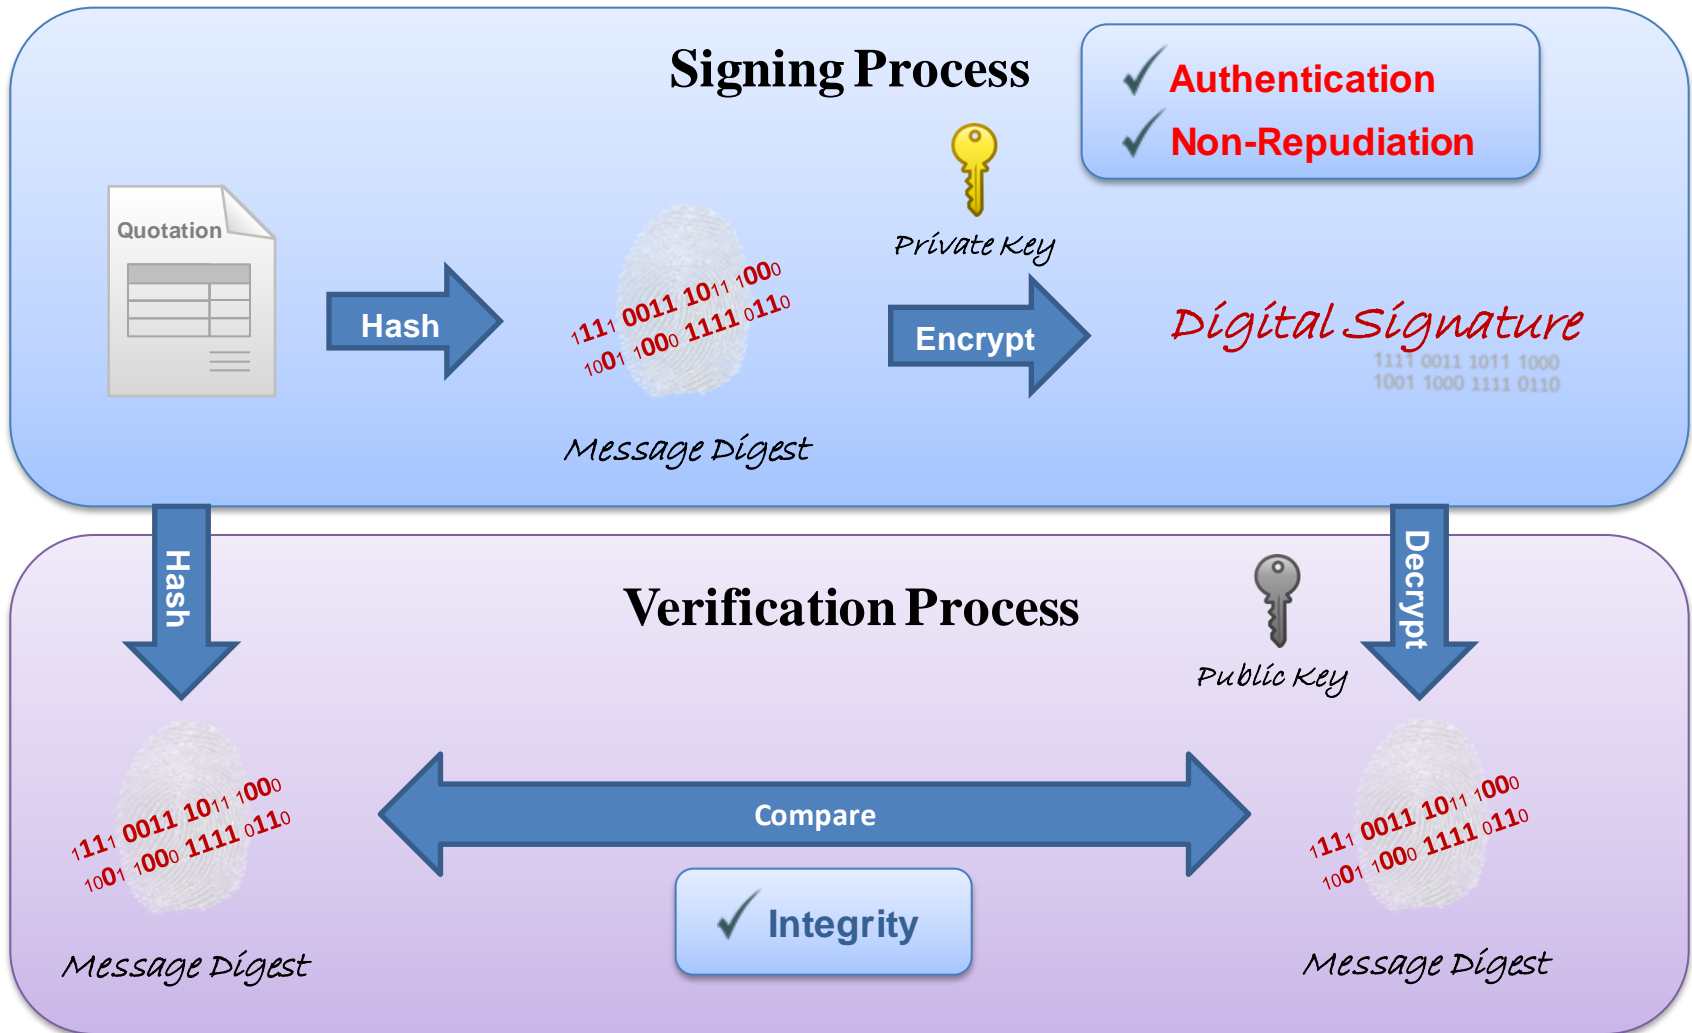 Signing Process
Authentication
Non-Repudiation
Quotation
Private Key
Hash
1111 0011 1011 1000
1001 1000 1111 0110
Encrypt
Digital Signature
1111 0011 1011 1000
1001 1000 1111 0110
Message Digest
Hash
Decrypt
Verification Process
Public Key
1111 0011 1011 1000
1001 1000 1111 0110
Compare
1111 0011 1011 1000
1001 1000 1111 0110
Integrity
Message Digest
Message Digest